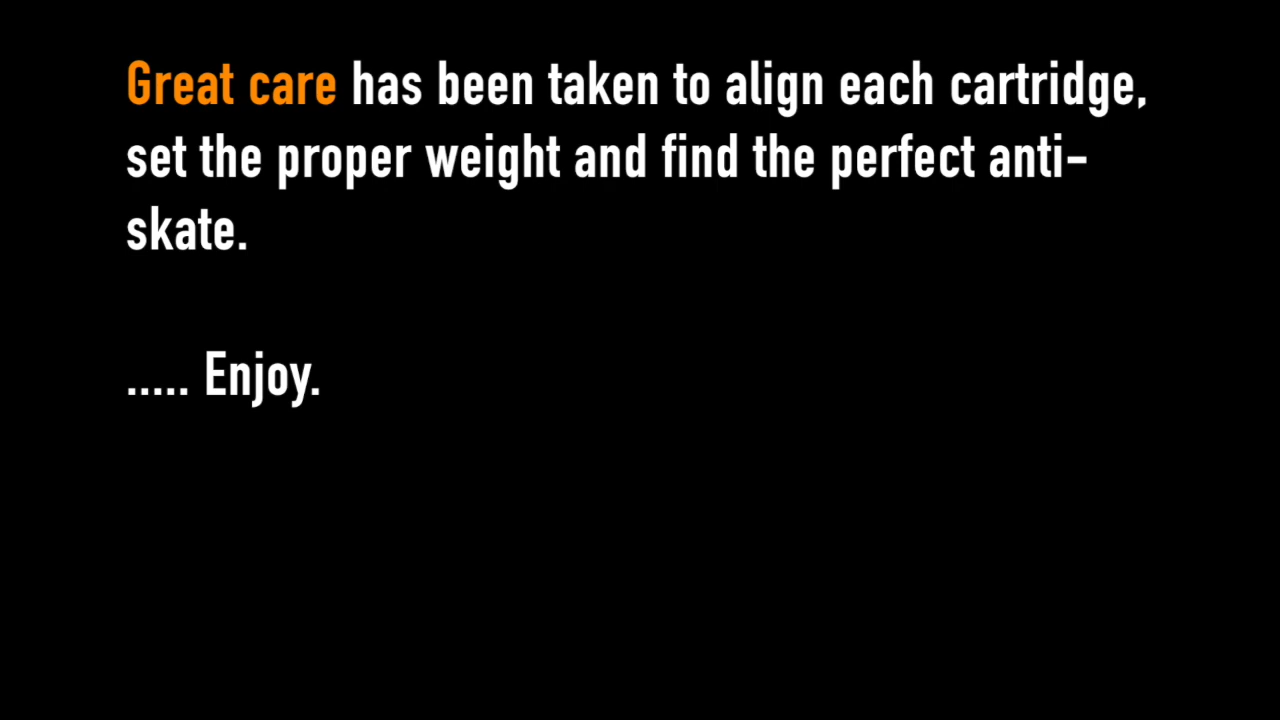 Great care has been taken to align each cartridge,
set the proper weight and find the perfect anti-
skate.
..... Enjoy.